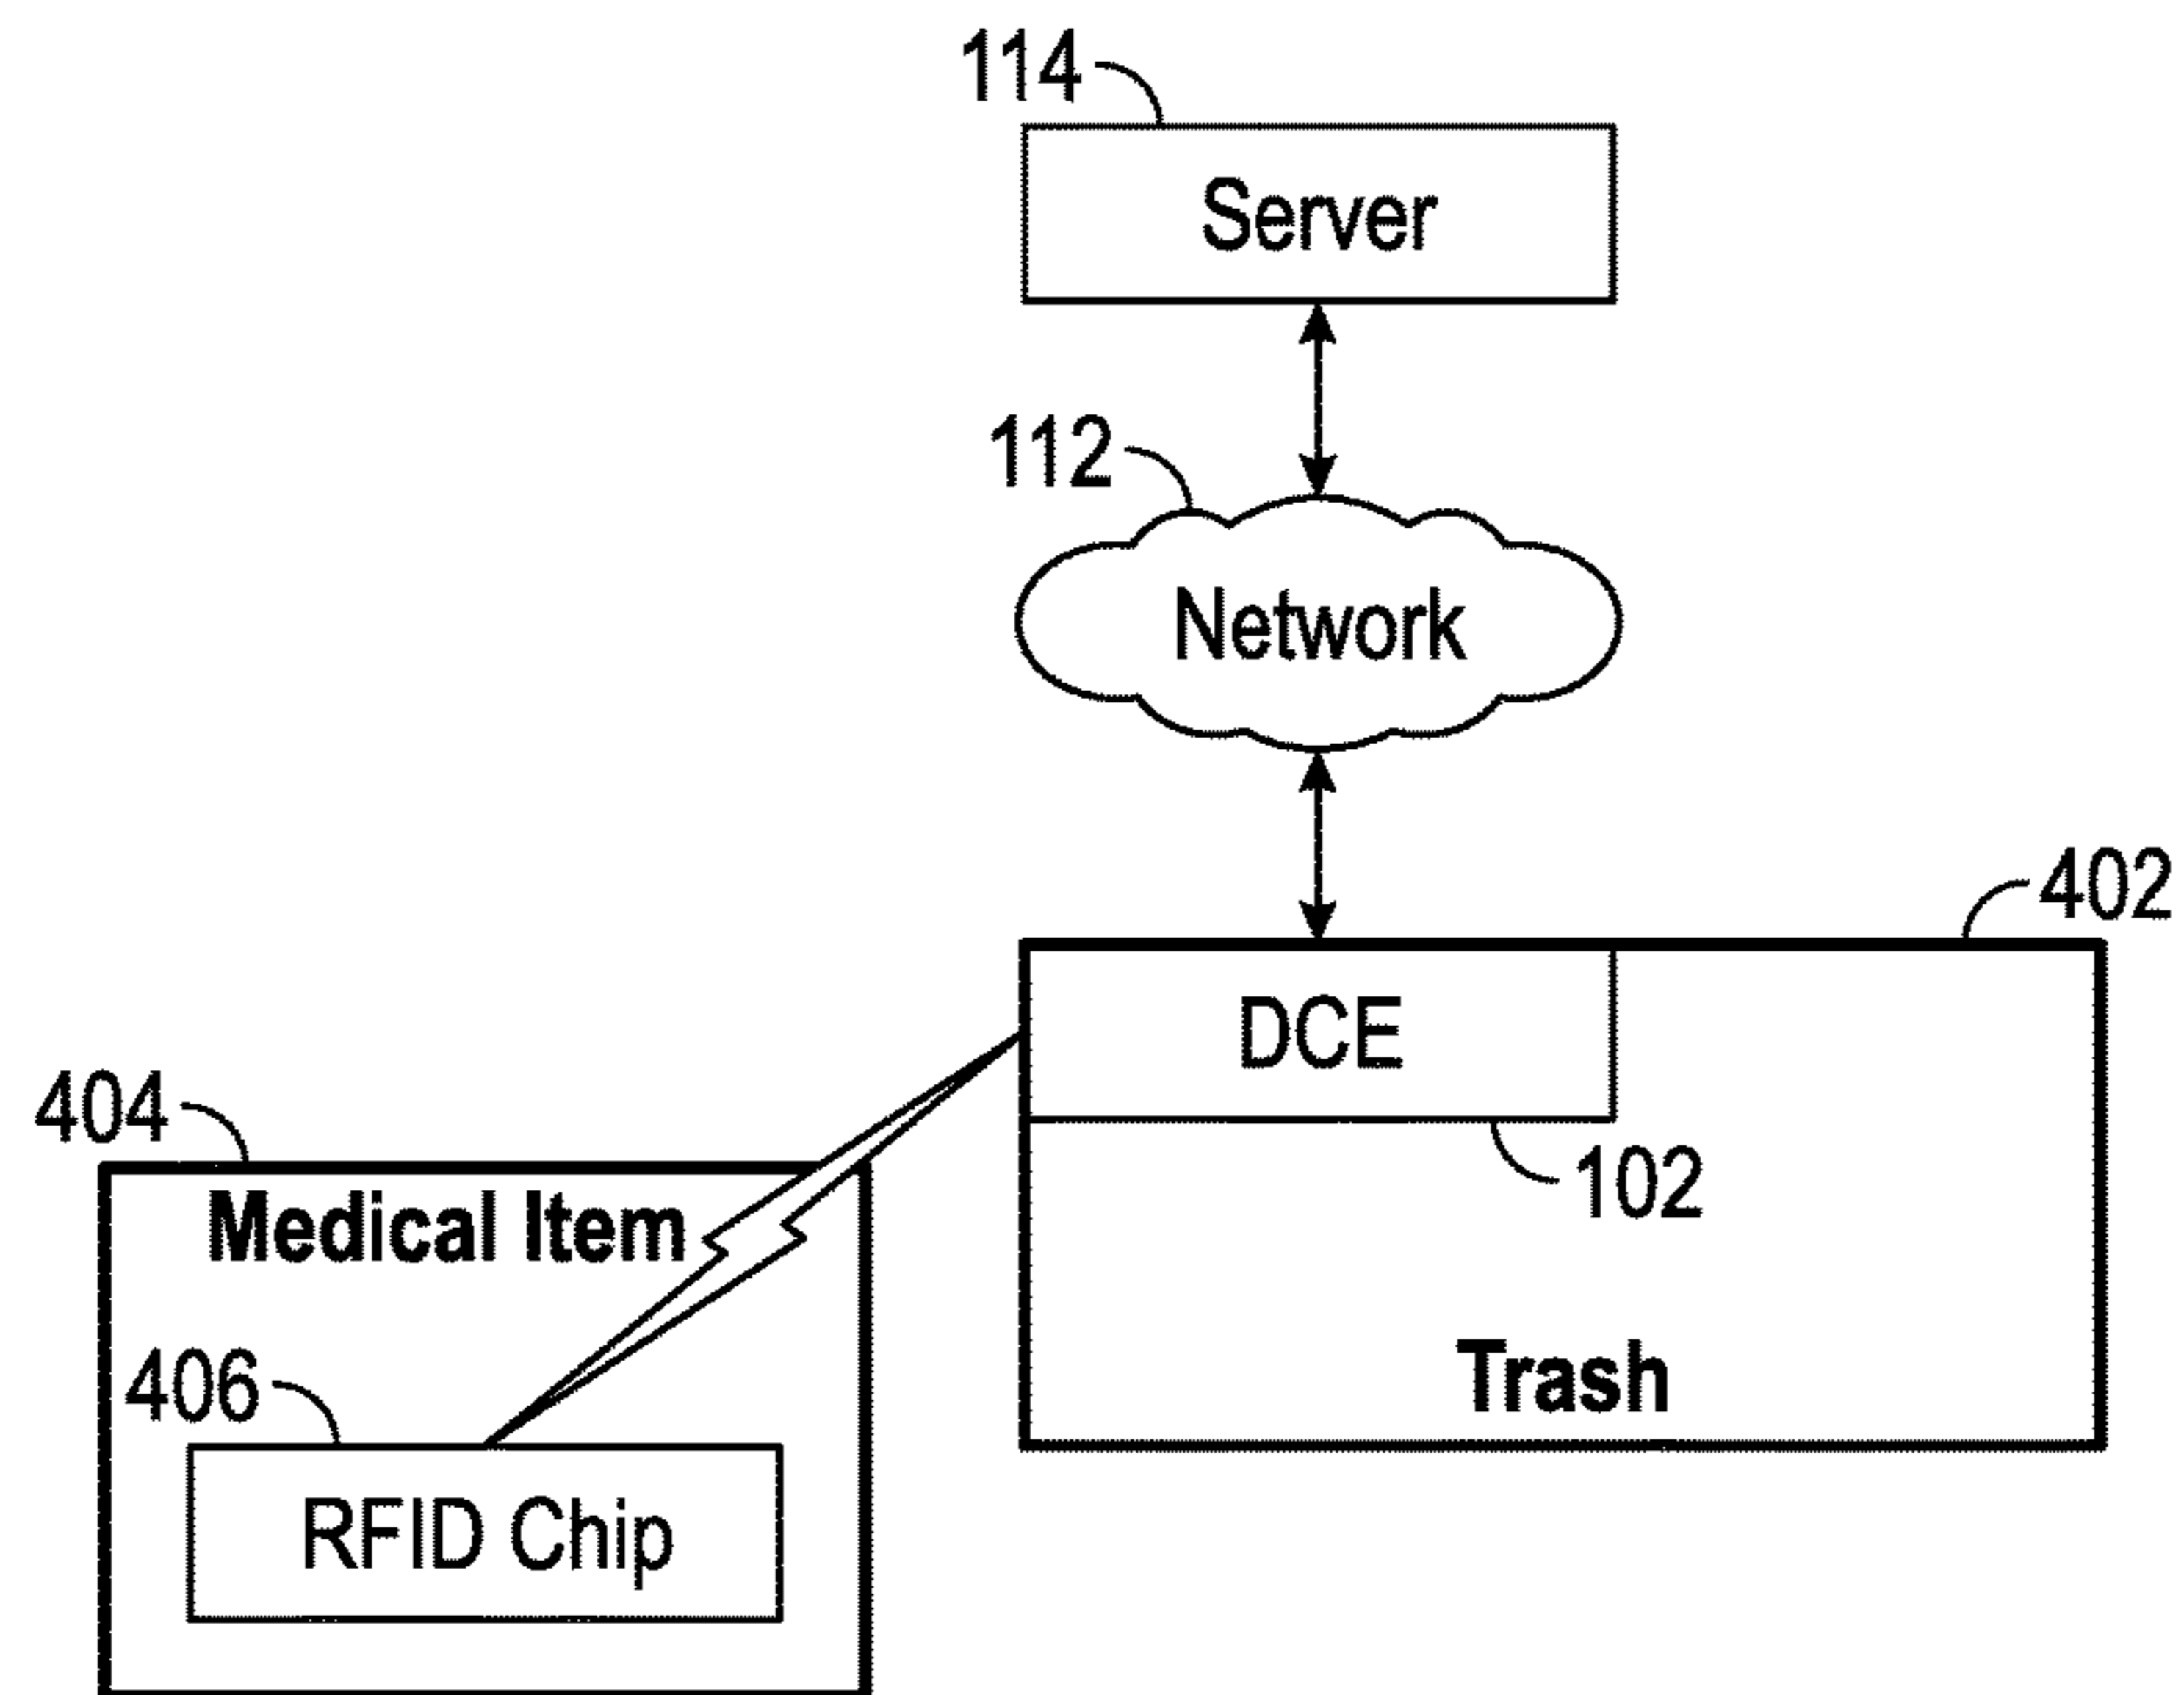 114
Server
112
Network
402
DCE
404
102
Medical Item
Trash
406
RFID Chip